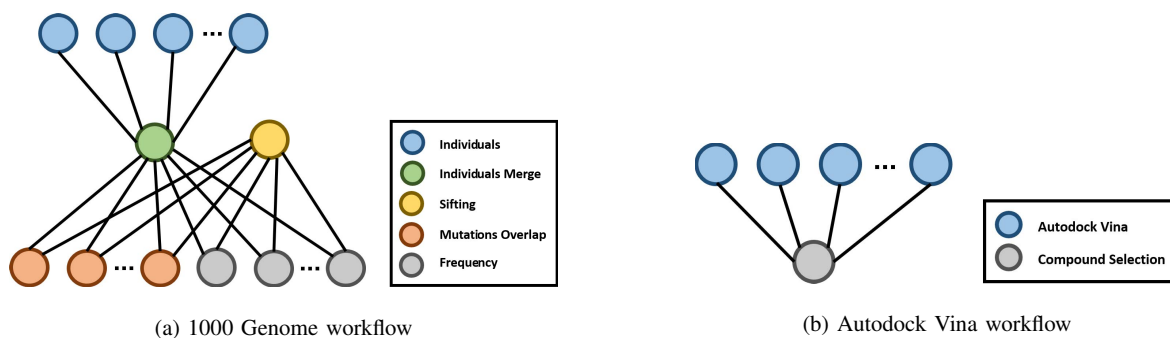 Individuals
Individuals Merge
Sifting
Mutations Overlap
Frequency
(a) 1000 Genome workflow
Autodock Vina
Compound Selection
(b) Autodock Vina workflow